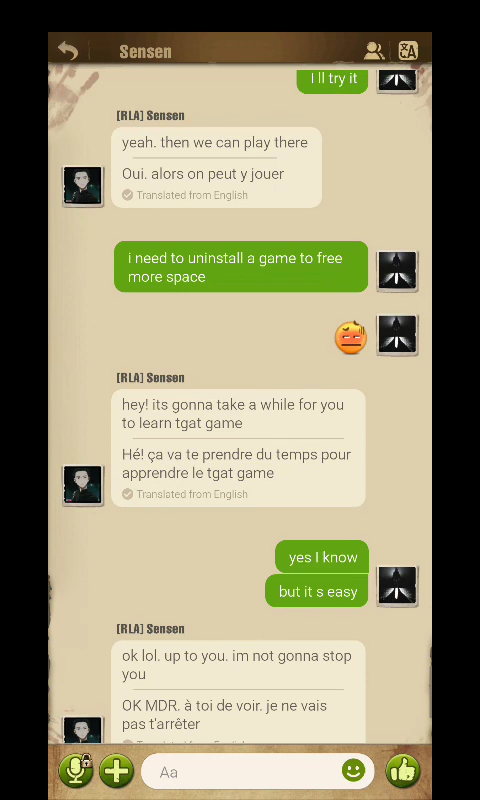 Sensen
I ll try it
[RLA] Sensen
yeah. then we can play there
Oui. alors on peut y jouer
Translated from English
i need to uninstall a game to free
more space
[RLA] Sensen
hey! its gonna take a while for you
to learn tgat game
Hé! ça va te prendre du temps pour
apprendre le tgat game
Translated from English
yes I know
but it s easy
[RLA] Sensen
ok lol. up to you. im not gonna stop
you
OK MDR. à toi de voir. je ne vais
pas t'arrêter
Aa